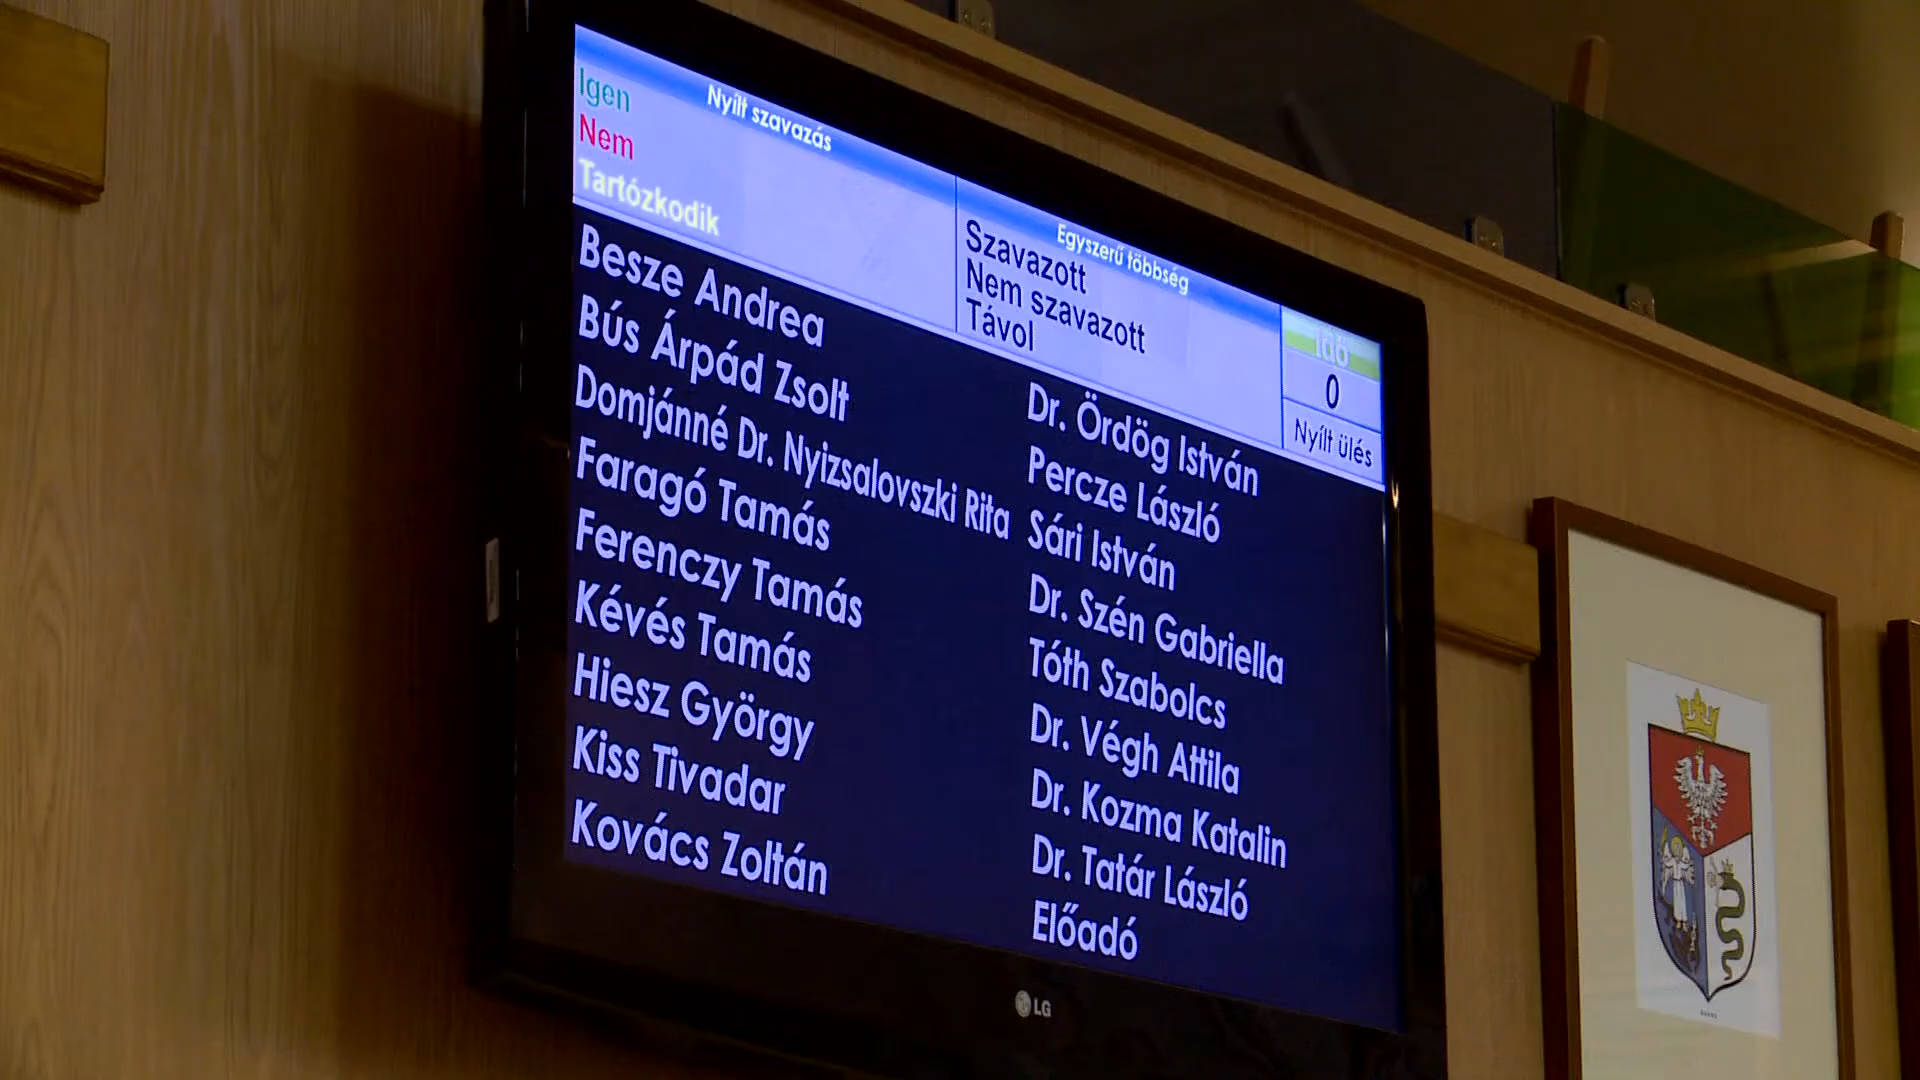 Nyílt szavazás
Igen
Nem
Tartózkodik
Egyszerű többség
Szavazott
Nem szavazott
Távol
Idő
0
Nyílt ülés
Besze Andrea
Bús Árpád Zsolt
Domjánné Dr. Nyizsalovszki Rita
Faragó Tamás
Ferenczy Tamás
Kévés Tamás
Hiesz György
Kiss Tivadar
Kovács Zoltán
Dr. Ördög István
Percze László
Sári István
Dr. Szén Gabriella
Tóth Szabolcs
Dr. Végh Attila
Dr. Kozma Katalin
Dr. Tatár László
Előadó
LG